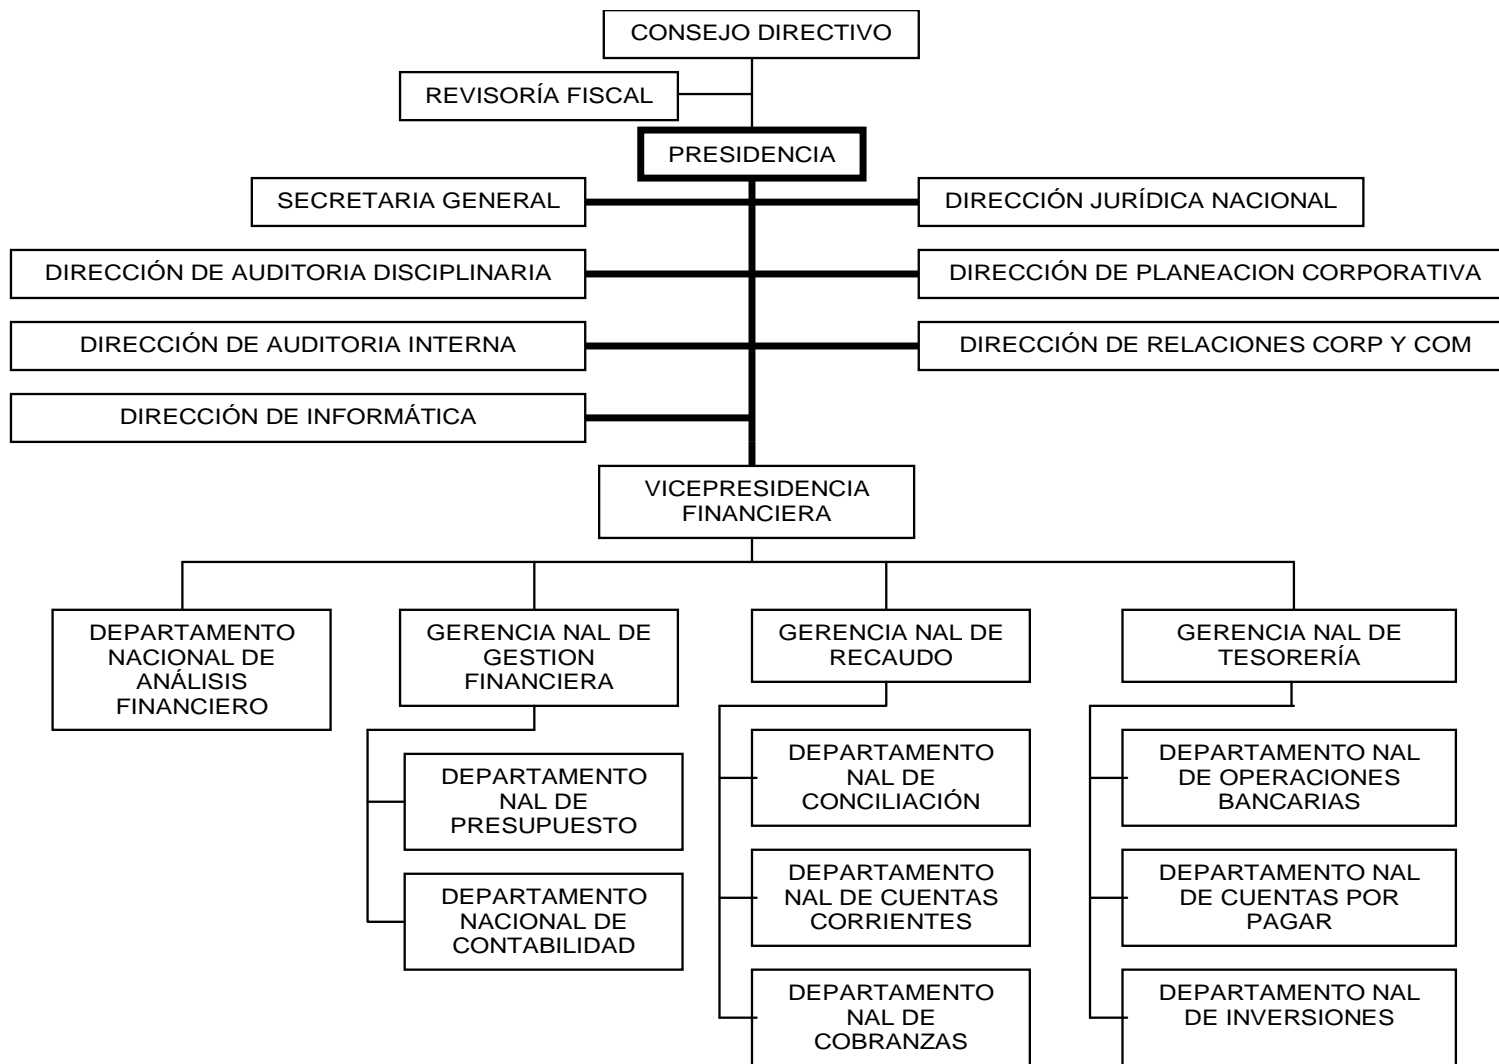 CONSEJO DIRECTIVO
REVISORÍA FISCAL
PRESIDENCIA
SECRETARIA GENERAL
DIRECCIÓN JURÍDICA NACIONAL
DIRECCIÓN DE AUDITORIA DISCIPLINARIA
DIRECCIÓN DE PLANEACION CORPORATIVA
DIRECCIÓN DE AUDITORIA INTERNA
DIRECCIÓN DE RELACIONES CORP Y COM
DIRECCIÓN DE INFORMÁTICA
VICEPRESIDENCIA
FINANCIERA
DEPARTAMENTO
NACIONAL DE
ANÁLISIS
FINANCIERO
GERENCIA NAL DE
GESTION
FINANCIERA
DEPARTAMENTO
NAL DE
PRESUPUESTO
DEPARTAMENTO
NACIONAL DE
CONTABILIDAD
GERENCIA NAL DE
RECAUDO
DEPARTAMENTO
NAL DE
CONCILIACIÓN
DEPARTAMENTO
NAL DE CUENTAS
CORRIENTES
DEPARTAMENTO
NAL DE
COBRANZAS
GERENCIA NAL DE
TESORERÍA
DEPARTAMENTO NAL
DE OPERACIONES
BANCARIAS
DEPARTAMENTO NAL
DE CUENTAS POR
PAGAR
DEPARTAMENTO NAL
DE INVERSIONES